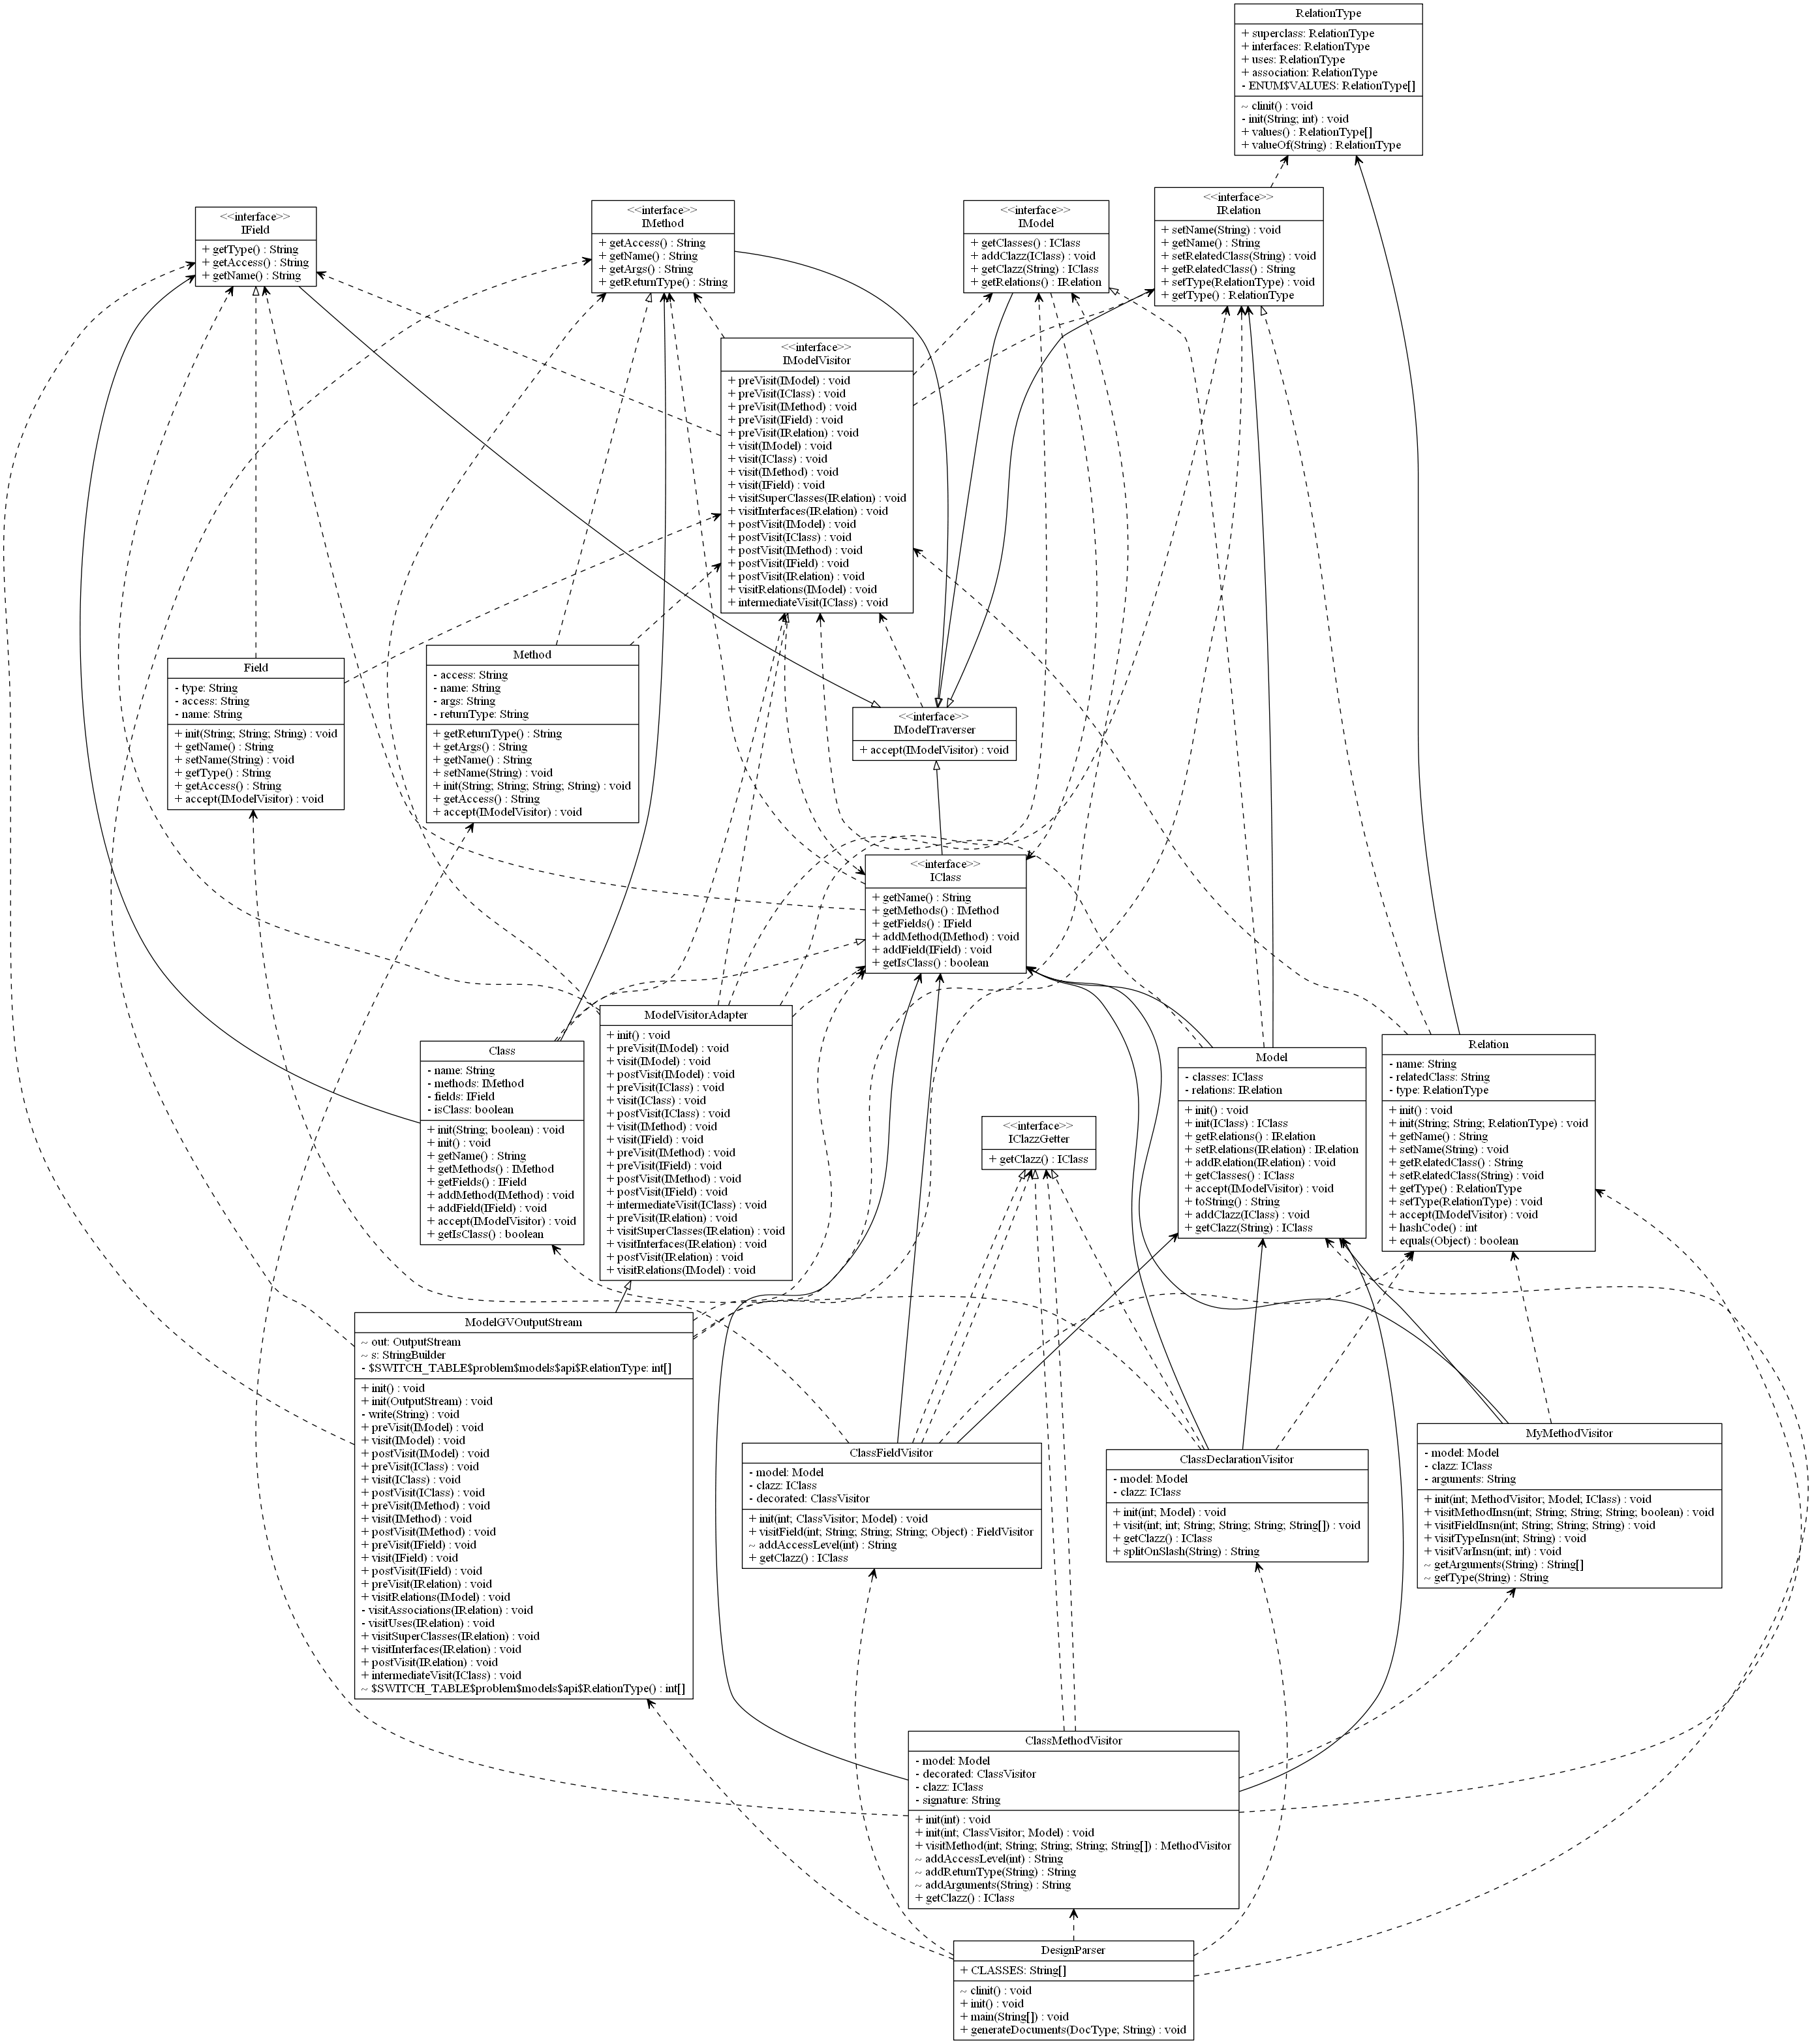 RelationType
+ superclass: RelationType
+ interfaces: RelationType
+ uses: RelationType
+ association: RelationType
- ENUM$VALUES: RelationType[]
~ clinit() : void
- init(String; int) : void
+ values() : RelationType[]
+ valueOf(String) : RelationType
<<interface>>
IField
+ getType() : String
+ getAccess() : String
+ getName() : String
<<interface>>
IMethod
+ getAccess() : String
+ getName() : String
+ getArgs() : String
+ getReturnType() : String
<<interface>>
IModel
+ getClasses() : IClass
+ addClazz(IClass) : void
+ getClazz(String) : IClass
+ getRelations() : IRelation
<<interface>>
IRelation
+ setName(String) : void
+ getName() : String
+ setRelatedClass(String) : void
+ getRelatedClass() : String
+ setType(RelationType) : void
+ getType() : RelationType
<<interface>>
IModelVisitor
+ preVisit(IModel) : void
+ preVisit(IClass) : void
+ preVisit(IMethod) : void
+ preVisit(IField) : void
+ preVisit(IRelation) : void
+ visit(IModel) : void
+ visit(IClass) : void
+ visit(IMethod) : void
+ visit(IField) : void
+ visitSuperClasses(IRelation) : void
+ visitInterfaces(IRelation) : void
+ postVisit(IModel) : void
+ postVisit(IClass) : void
+ postVisit(IMethod) : void
+ postVisit(IField) : void
+ postVisit(IRelation) : void
+ visitRelations(IModel) : void
+ intermediateVisit(IClass) : void
Field
- type: String
- access: String
- name: String
+ init(String; String; String) : void
+ getName() : String
+ setName(String) : void
+ getType() : String
+ getAccess() : String
+ accept(IModelVisitor) : void
Method
- access: String
- name: String
- args: String
- returnType: String
+ getReturnType() : String
+ getArgs() : String
+ getName() : String
+ setName(String) : void
+ init(String; String; String; String) : void
+ getAccess() : String
+ accept(IModelVisitor) : void
<<interface>>
IModelTraverser
+ accept(IModelVisitor) : void
<<interface>>
IClass
+ getName() : String
+ getMethods() : IMethod
+ getFields() : IField
+ addMethod(IMethod) : void
+ addField(IField) : void
+ getIsClass() : boolean
Class
- name: String
- methods: IMethod
- fields: IField
- isClass: boolean
+ init(String; boolean) : void
+ init() : void
+ getName() : String
+ getMethods() : IMethod
+ getFields() : IField
+ addMethod(IMethod) : void
+ addField(IField) : void
+ accept(IModelVisitor) : void
+ getIsClass() : boolean
ModelVisitorAdapter
+ init() : void
+ preVisit(IModel) : void
+ visit(IModel) : void
+ postVisit(IModel) : void
+ preVisit(IClass) : void
+ visit(IClass) : void
+ postVisit(IClass) : void
+ visit(IMethod) : void
+ visit(IField) : void
+ preVisit(IMethod) : void
+ preVisit(IField) : void
+ postVisit(IMethod) : void
+ postVisit(IField) : void
+ intermediateVisit(IClass) : void
+ preVisit(IRelation) : void
+ visitSuperClasses(IRelation) : void
+ visitInterfaces(IRelation) : void
+ postVisit(IRelation) : void
+ visitRelations(IModel) : void
<<interface>>
IClazzGetter
+ getClazz() : IClass
Model
- classes: IClass
- relations: IRelation
+ init() : void
+ init(IClass) : IClass
+ getRelations() : IRelation
+ setRelations(IRelation) : IRelation
+ addRelation(IRelation) : void
+ getClasses() : IClass
+ accept(IModelVisitor) : void
+ toString() : String
+ addClazz(IClass) : void
+ getClazz(String) : IClass
Relation
- name: String
- relatedClass: String
- type: RelationType
+ init() : void
+ init(String; String; RelationType) : void
+ getName() : String
+ setName(String) : void
+ getRelatedClass() : String
+ setRelatedClass(String) : void
+ getType() : RelationType
+ setType(RelationType) : void
+ accept(IModelVisitor) : void
+ hashCode() : int
+ equals(Object) : boolean
ModelGVOutputStream
~ out: OutputStream
~ s: StringBuilder
- $SWITCH_TABLE$problem$models$api$RelationType: int[]
+ init() : void
+ init(OutputStream) : void
- write(String) : void
+ preVisit(IModel) : void
+ visit(IModel) : void
+ postVisit(IModel) : void
+ preVisit(IClass) : void
+ visit(IClass) : void
+ postVisit(IClass) : void
+ preVisit(IMethod) : void
+ visit(IMethod) : void
+ postVisit(IMethod) : void
+ preVisit(IField) : void
+ visit(IField) : void
+ postVisit(IField) : void
+ preVisit(IRelation) : void
+ visitRelations(IModel) : void
- visitAssociations(IRelation) : void
- visitUses(IRelation) : void
+ visitSuperClasses(IRelation) : void
+ visitInterfaces(IRelation) : void
+ postVisit(IRelation) : void
+ intermediateVisit(IClass) : void
~ $SWITCH_TABLE$problem$models$api$RelationType() : int[]
ClassFieldVisitor
- model: Model
- clazz: IClass
- decorated: ClassVisitor
+ init(int; ClassVisitor; Model) : void
+ visitField(int; String; String; String; Object) : FieldVisitor
~ addAccessLevel(int) : String
+ getClazz() : IClass
ClassDeclarationVisitor
- model: Model
- clazz: IClass
+ init(int; Model) : void
+ visit(int; int; String; String; String; String[]) : void
+ getClazz() : IClass
+ splitOnSlash(String) : String
MyMethodVisitor
- model: Model
- clazz: IClass
- arguments: String
+ init(int; MethodVisitor; Model; IClass) : void
+ visitMethodInsn(int; String; String; String; boolean) : void
+ visitFieldInsn(int; String; String; String) : void
+ visitTypeInsn(int; String) : void
+ visitVarInsn(int; int) : void
~ getArguments(String) : String[]
~ getType(String) : String
ClassMethodVisitor
- model: Model
- decorated: ClassVisitor
- clazz: IClass
- signature: String
+ init(int) : void
+ init(int; ClassVisitor; Model) : void
+ visitMethod(int; String; String; String; String[]) : MethodVisitor
~ addAccessLevel(int) : String
~ addReturnType(String) : String
~ addArguments(String) : String
+ getClazz() : IClass
DesignParser
+ CLASSES: String[]
~ clinit() : void
+ init() : void
+ main(String[]) : void
+ generateDocuments(DocType; String) : void